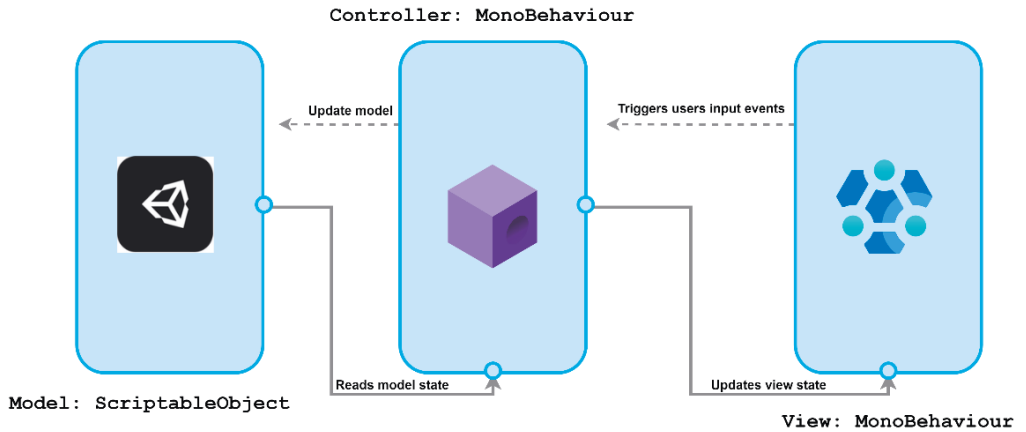 Controller: MonoBehaviour
Update model
Triggers users input events
Reads model state
Updates view state
Model: ScriptableObject
View: MonoBehaviour